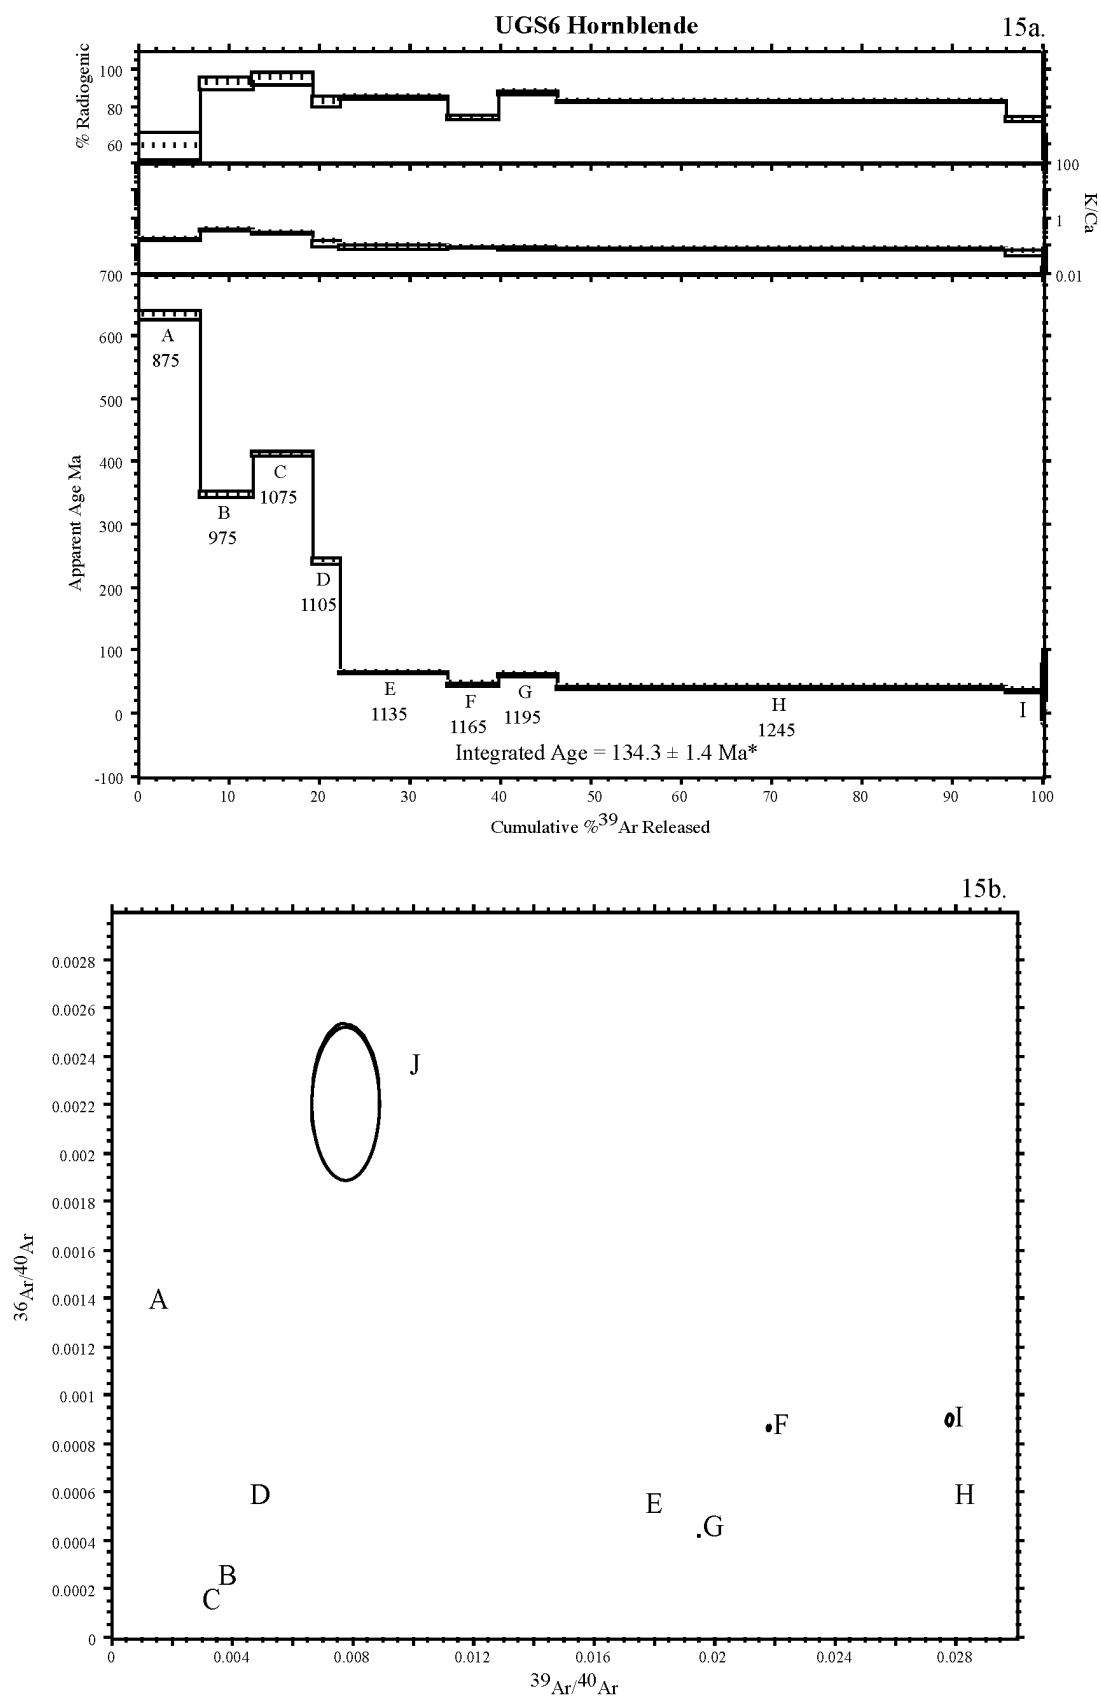 UGS6 Hornblende
15a.
% Radiogenic
100
80
60
100
1
0.01
K/Ca
Apparent Age Ma
700
600
500
400
300
200
100
0
-100
A
875
B
975
C
1075
D
1105
E
1135
F
1165
G
1195
H
1245
I
Integrated Age = 134.3 ± 1.4 Ma*
0 10 20 30 40 50 60 70 80 90 100
Cumulative %39Ar Released
15b.
36Ar/40Ar
0.0028
0.0026
0.0024
0.0022
0.002
0.0018
0.0016
0.0014
0.0012
0.001
0.0008
0.0006
0.0004
0.0002
0
J
A
F
I
D
E
H
G
B
C
0 0.004 0.008 0.012 0.016 0.02 0.024 0.028
39Ar/40Ar